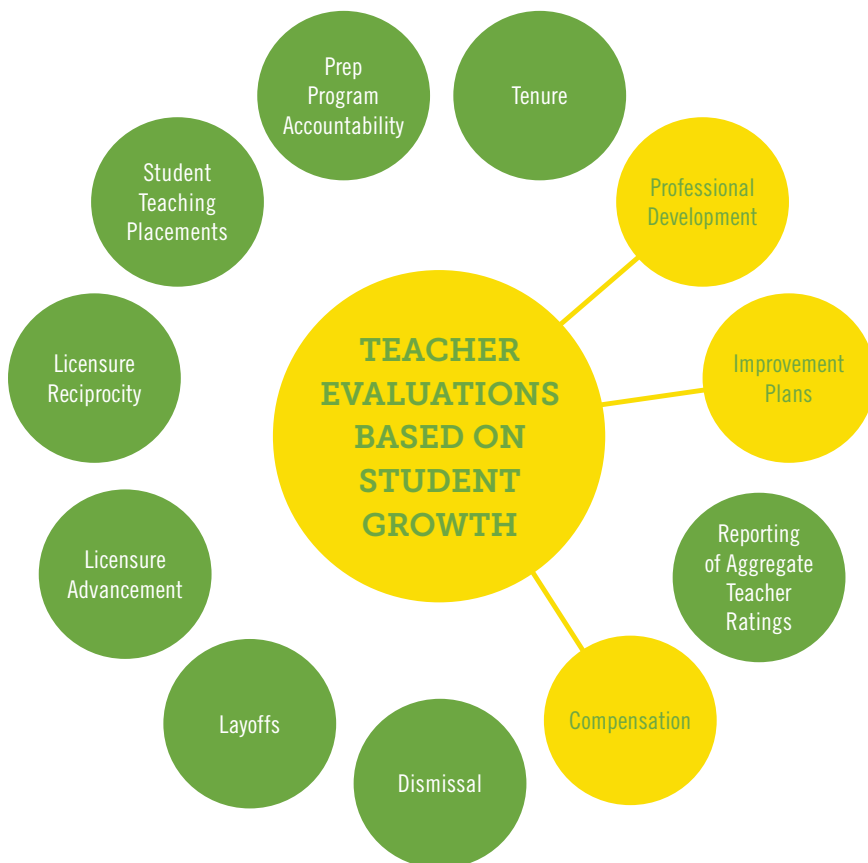 Prep
Program
Accountability
Tenure
Student
Teaching
Placements
Professional
Development
Licensure
Reciprocity
TEACHER
EVALUATIONS
BASED ON
STUDENT
GROWTH
Improvement
Plans
Licensure
Advancement
Reporting
of Aggregate
Teacher
Ratings
Layoffs
Compensation
Dismissal